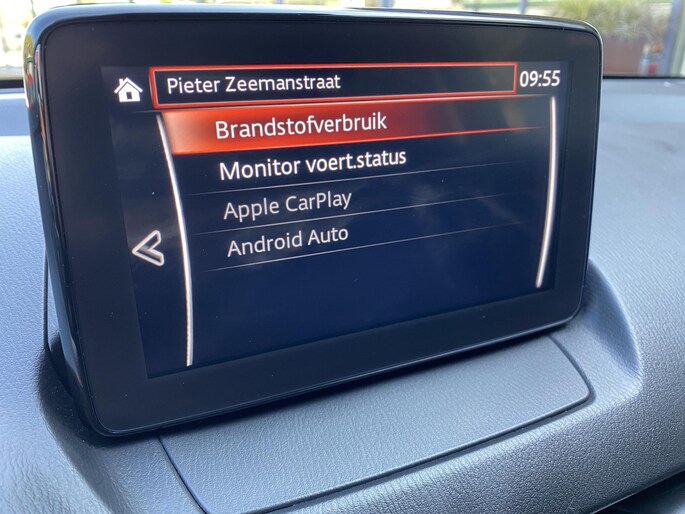 Pieter Zeemanstraat 09:55
Brandstofverbruik
Monitor voert.status
Apple CarPlay
Android Auto